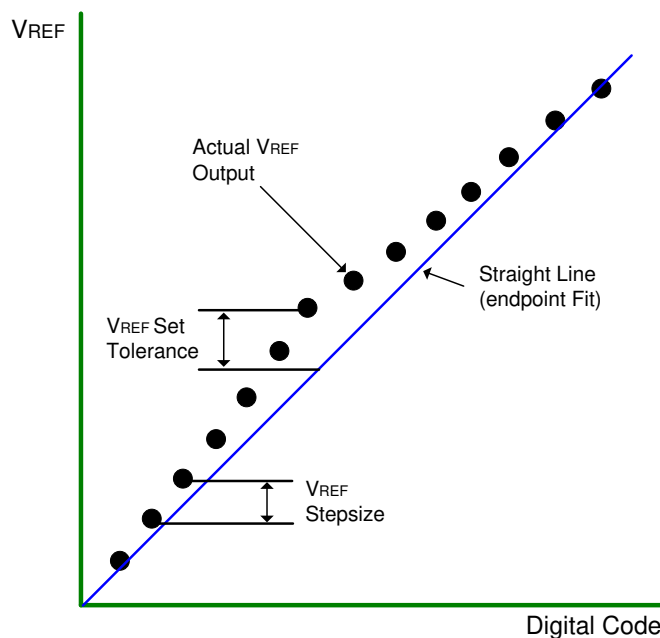 VREF
Actual VREF
Output
Straight Line
(endpoint Fit)
VREF Set
Tolerance
VREF
Stepsize
Digital Code